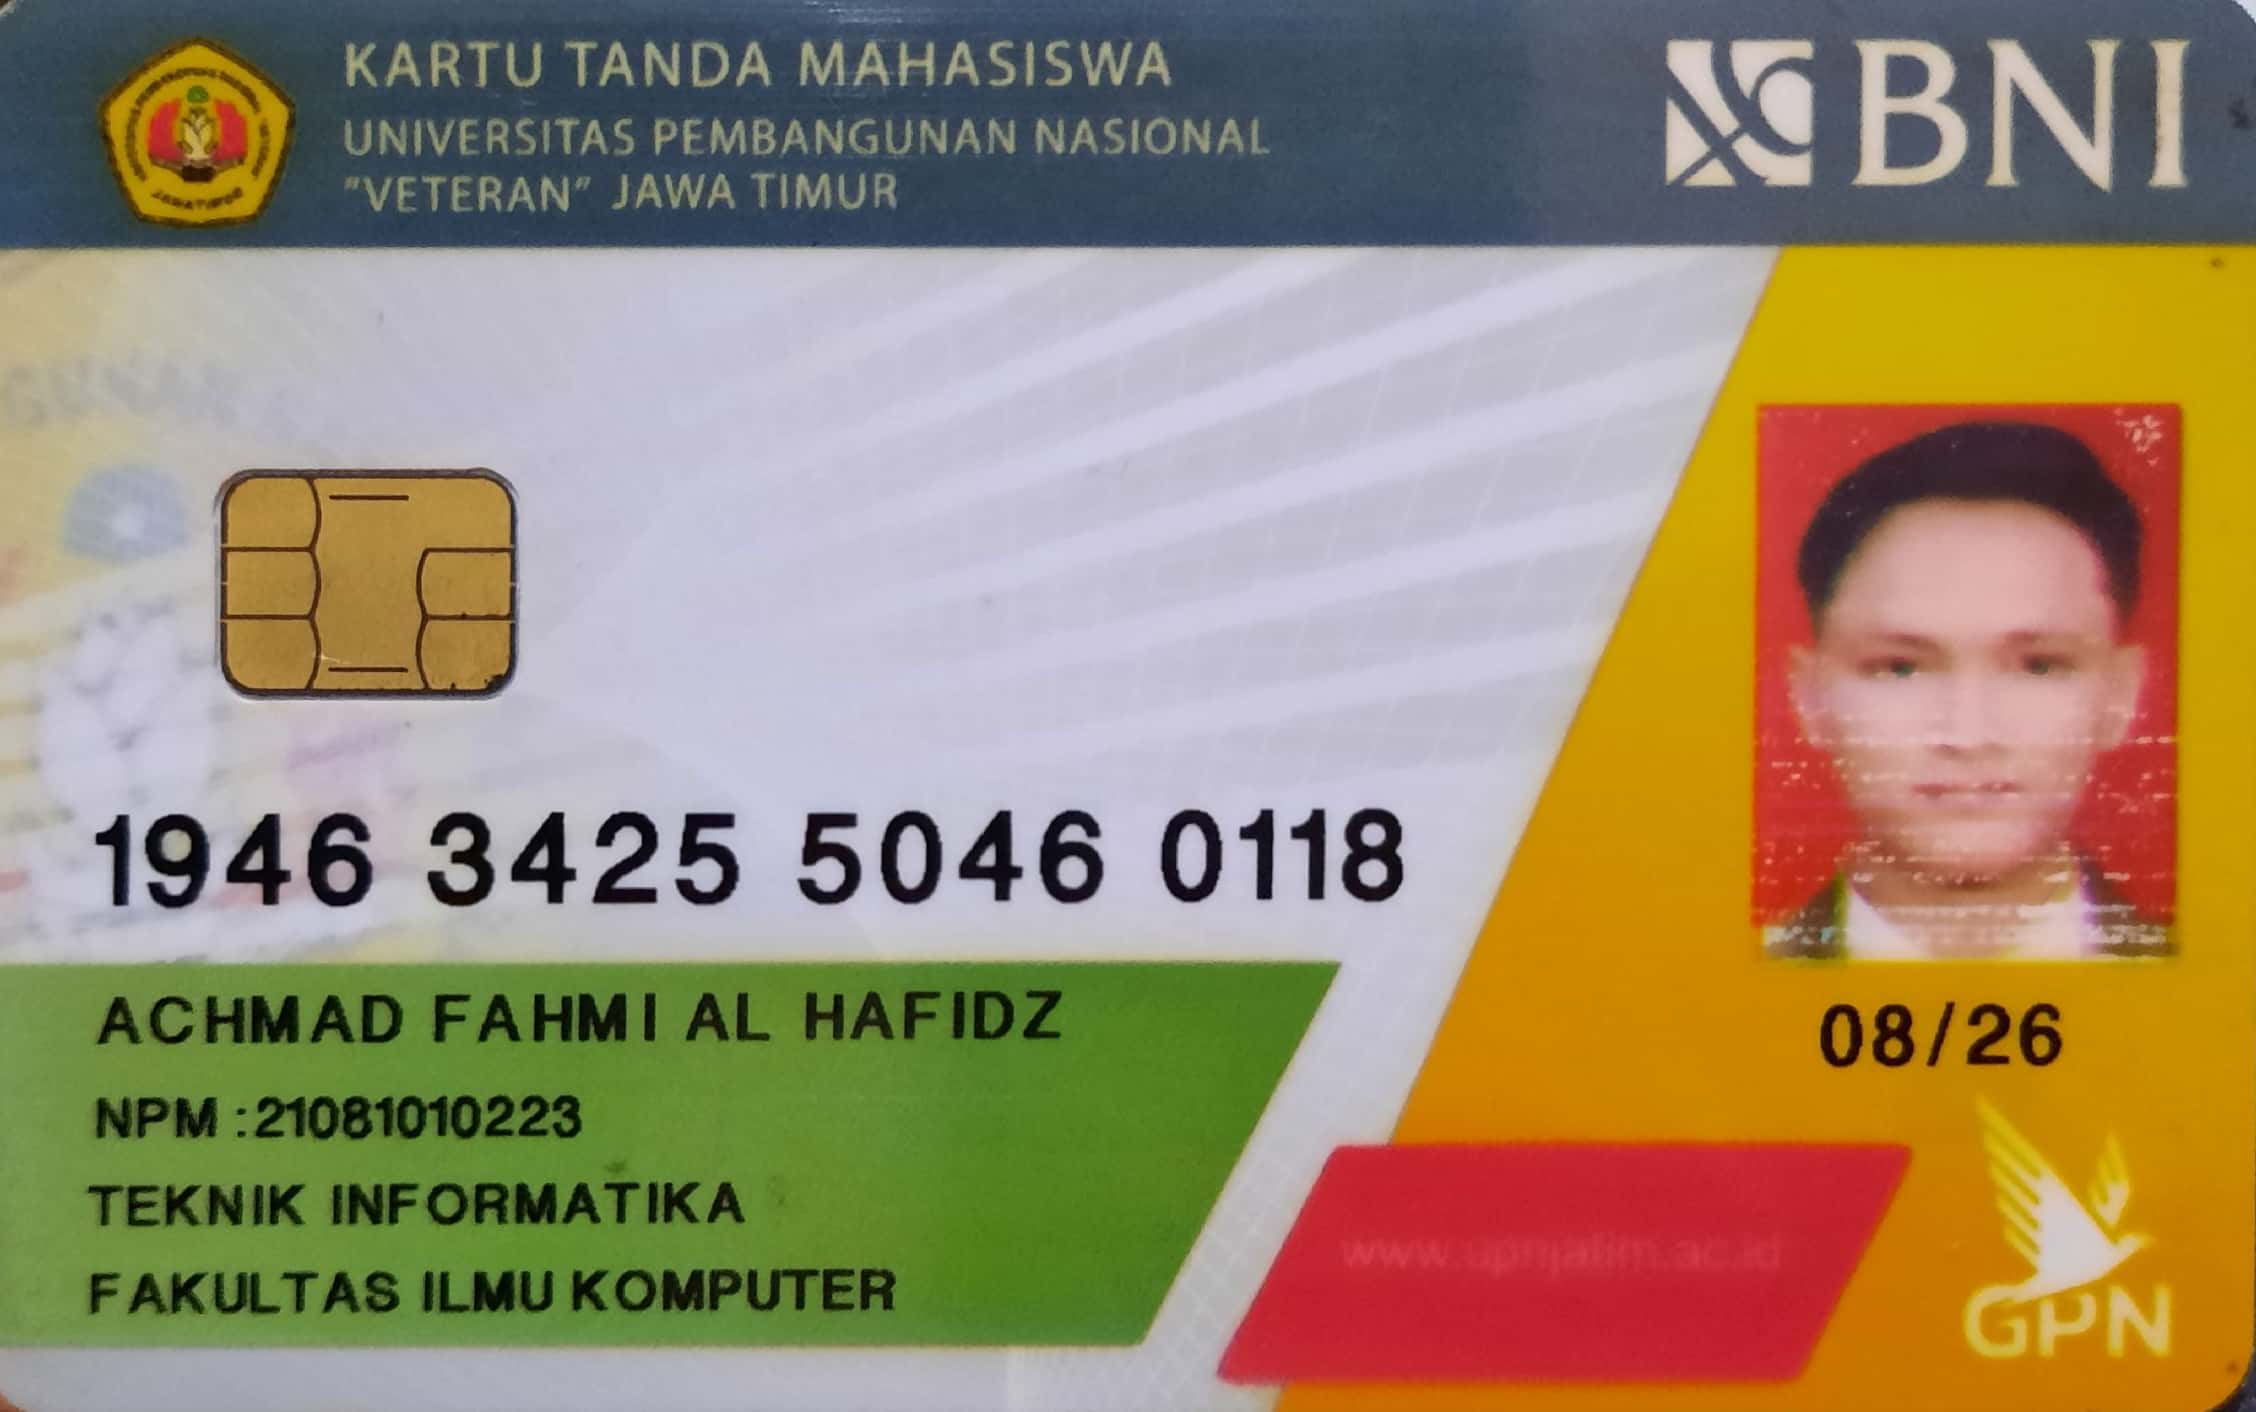 KARTU TANDA MAHASISWA
UNIVERSITAS PEMBANGUNAN NASIONAL
"VETERAN" JAWA TIMUR
BNI
1946 3425 5046 0118
ACHMAD FAHMI AL HAFIDZ
08/26
NPM :21081010223
TEKNIK INFORMATIKA
FAKULTAS ILMU KOMPUTER
www.upnjatim.ac.id
GPN